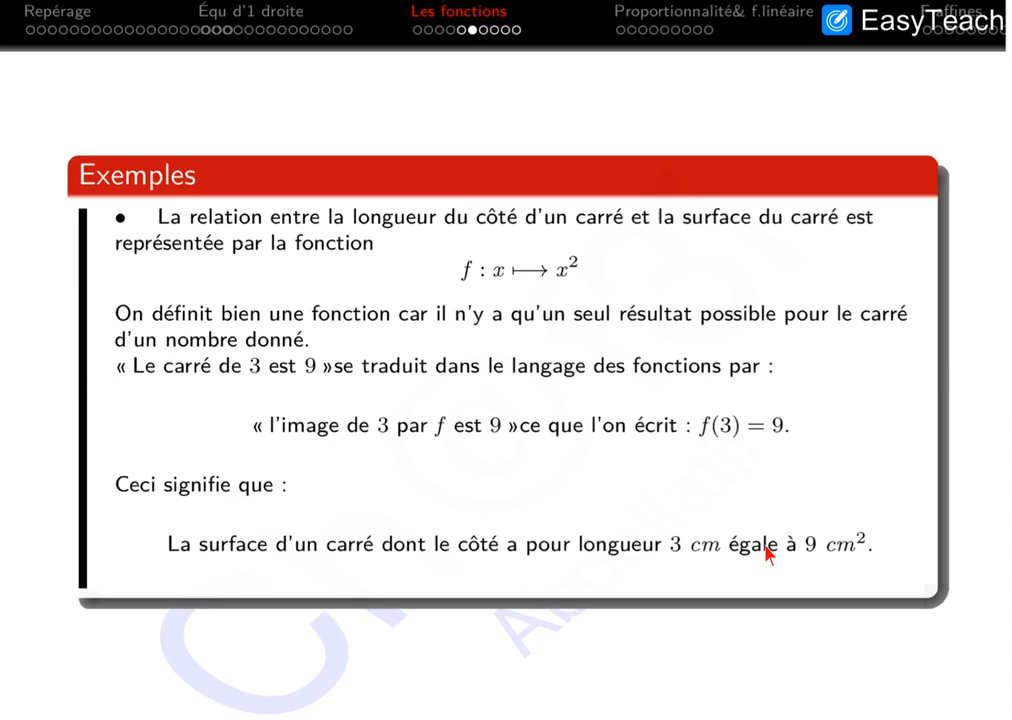 Repérage Équ d'1 droite Les fonctions Proportionnalité& f.linéaire EasyTeach
Exemples
• La relation entre la longueur du côté d'un carré et la surface du carré est
représentée par la fonction
f : x ⟼ x²
On définit bien une fonction car il n'y a qu'un seul résultat possible pour le carré
d'un nombre donné.
« Le carré de 3 est 9 »se traduit dans le langage des fonctions par :
« l'image de 3 par f est 9 »ce que l'on écrit : f(3) = 9.
Ceci signifie que :
La surface d'un carré dont le côté a pour longueur 3 cm égale à 9 cm².